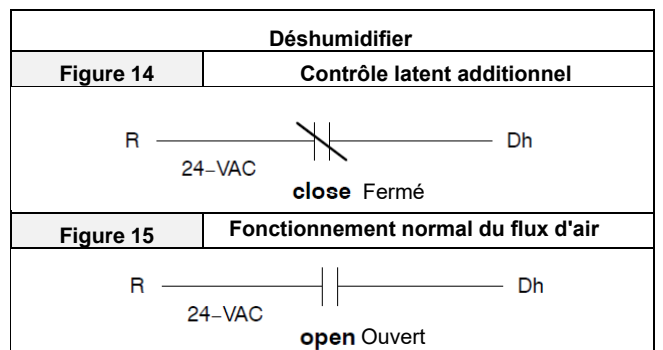 Déshumidifier
Figure 14 Contrôle latent additionnel
R Dh
24–VAC
close Fermé
Figure 15 Fonctionnement normal du flux d'air
R Dh
24–VAC
open Ouvert